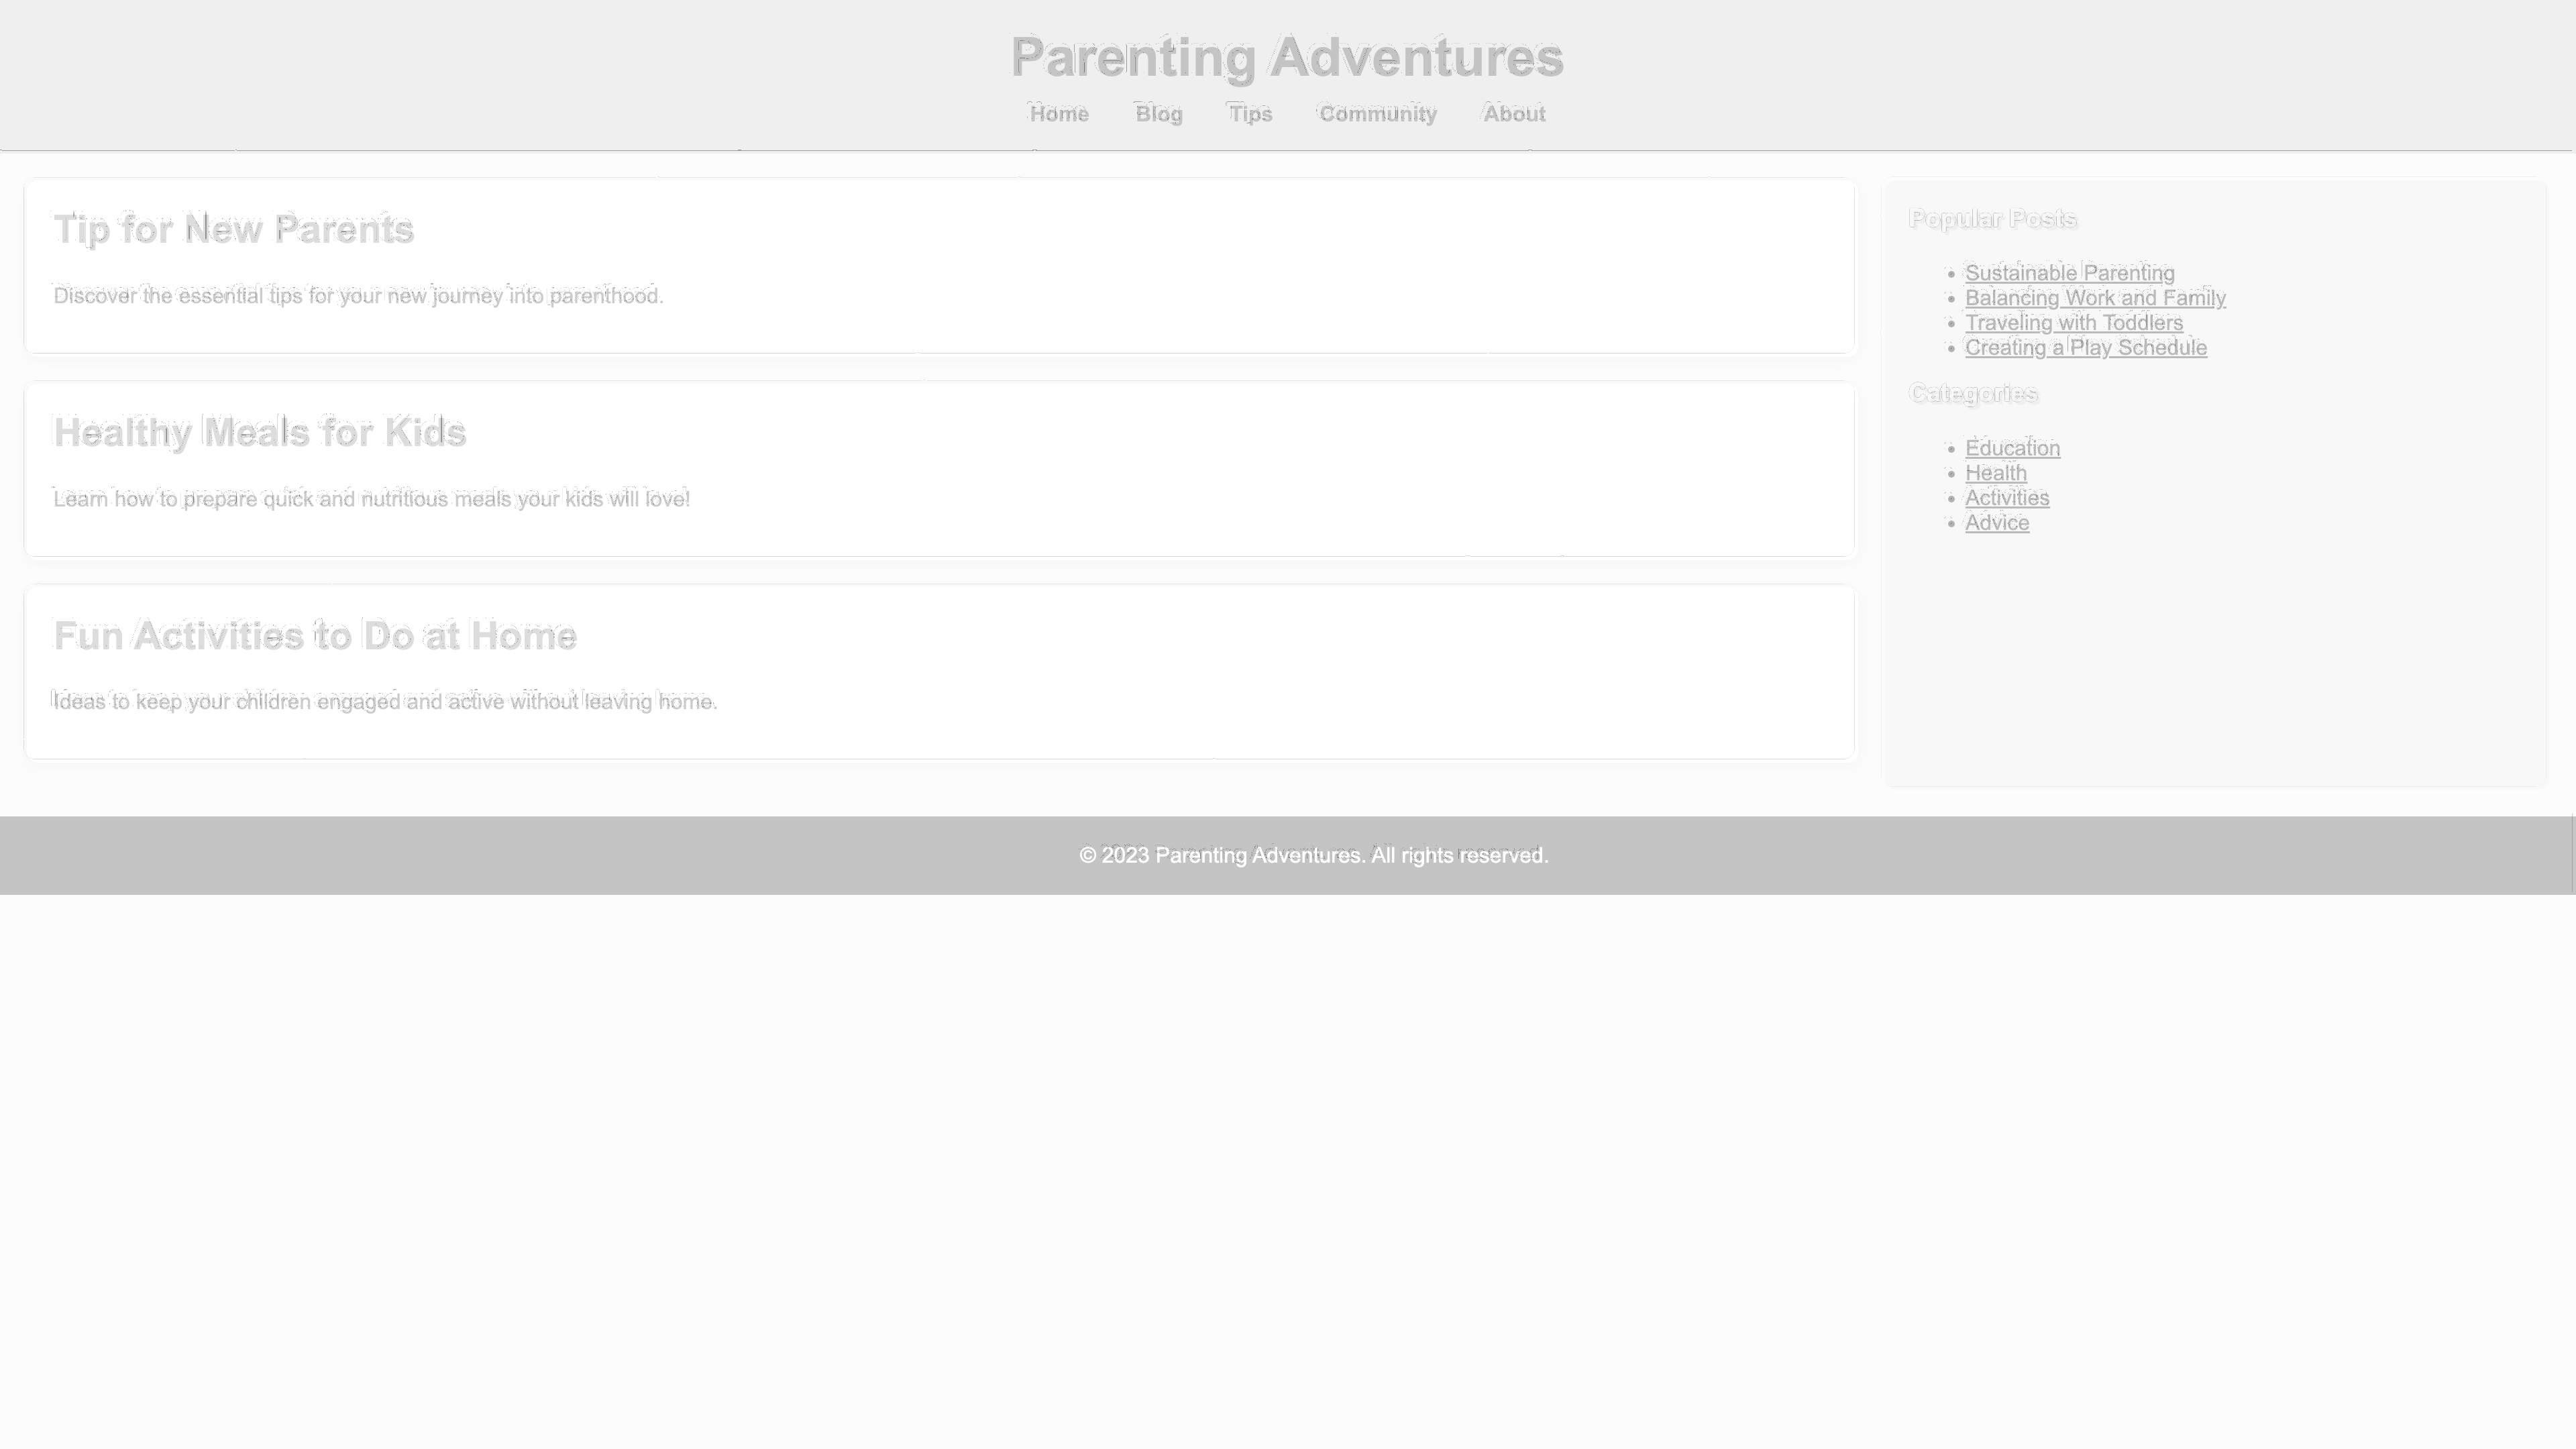 Parenting Adventures
Home Blog Tips Community About
Tip for New Parents
Discover the essential tips for your new journey into parenthood.
Healthy Meals for Kids
Learn how to prepare quick and nutritious meals your kids will love!
Fun Activities to Do at Home
Ideas to keep your children engaged and active without leaving home.
Popular Posts
Sustainable Parenting
Balancing Work and Family
Traveling with Toddlers
Creating a Play Schedule
Categories
Education
Health
Activities
Advice
© 2023 Parenting Adventures. All rights reserved.